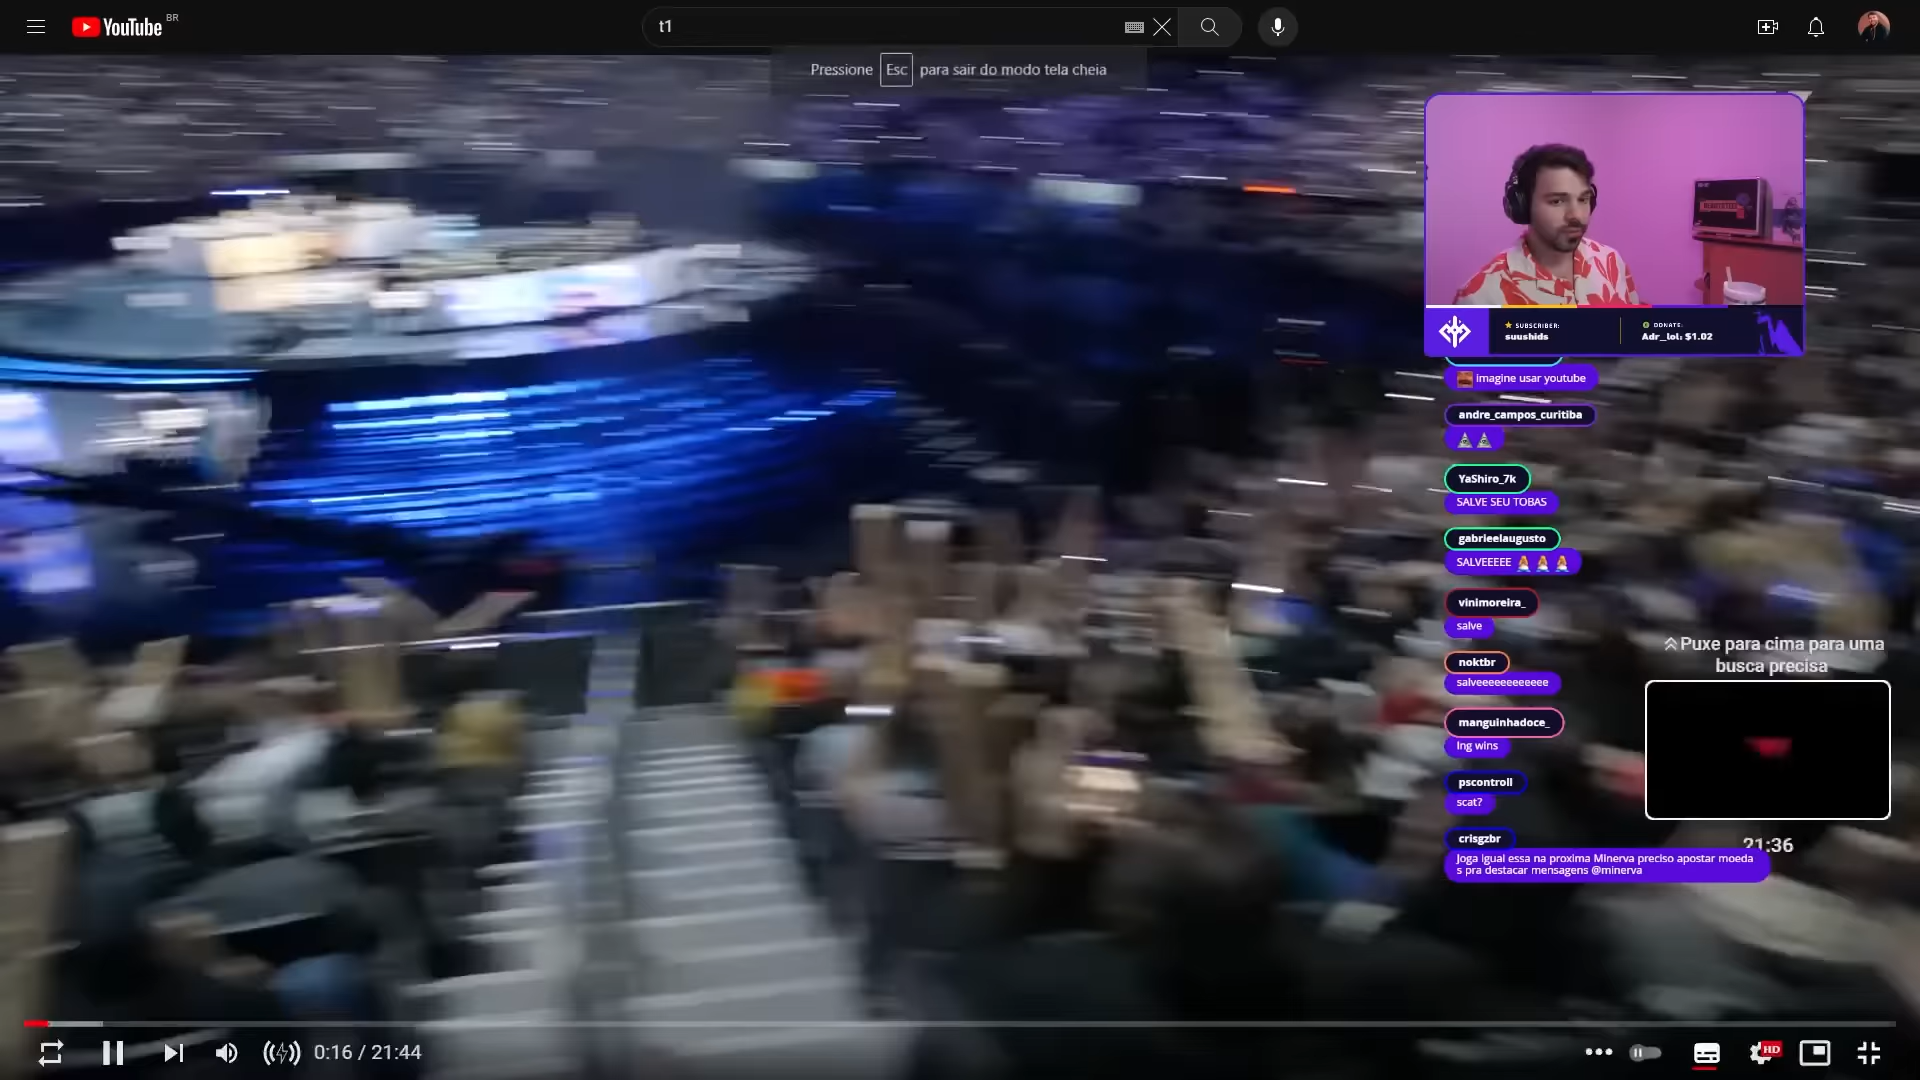 YouTube BR
t1
Pressione Esc para sair do modo tela cheia
SUBSCRIBER:
suushids
DONATE:
Adr_lol: $1.02
imagine usar youtube
andre_campos_curitiba
YaShiro_7k
SALVE SEU TOBAS
gabrieelaugusto
SALVEEEEE
vinimoreira_
salve
noktbr
salveeeeeeeeeeee
manguinhadoce_
lng wins
pscontroll
scat?
crisgzbr
Joga igual essa na proxima Minerva preciso apostar moeda
s pra destacar mensagens @minerva
Puxe para cima para uma
busca precisa
21:36
0:16 / 21:44
HD